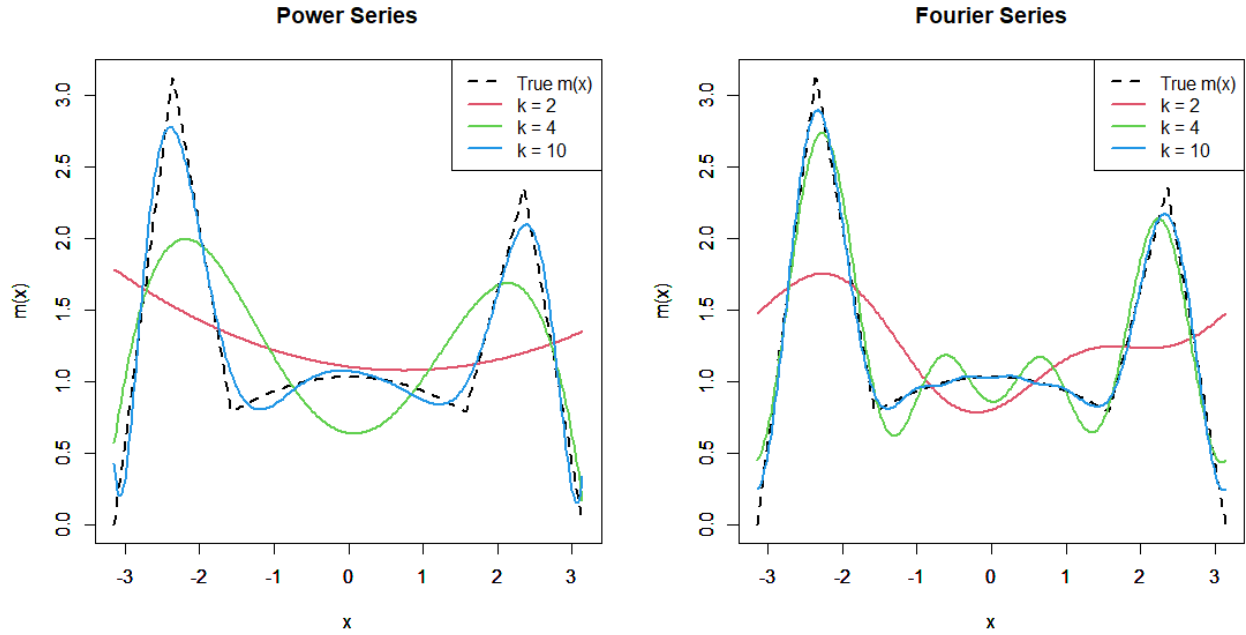 Power Series
True m(x)
k = 2
k = 4
k = 10
m(x)
3.0
2.5
2.0
1.5
1.0
0.5
0.0
-3 -2 -1 0 1 2 3
x
Fourier Series
True m(x)
k = 2
k = 4
k = 10
m(x)
3.0
2.5
2.0
1.5
1.0
0.5
0.0
-3 -2 -1 0 1 2 3
x